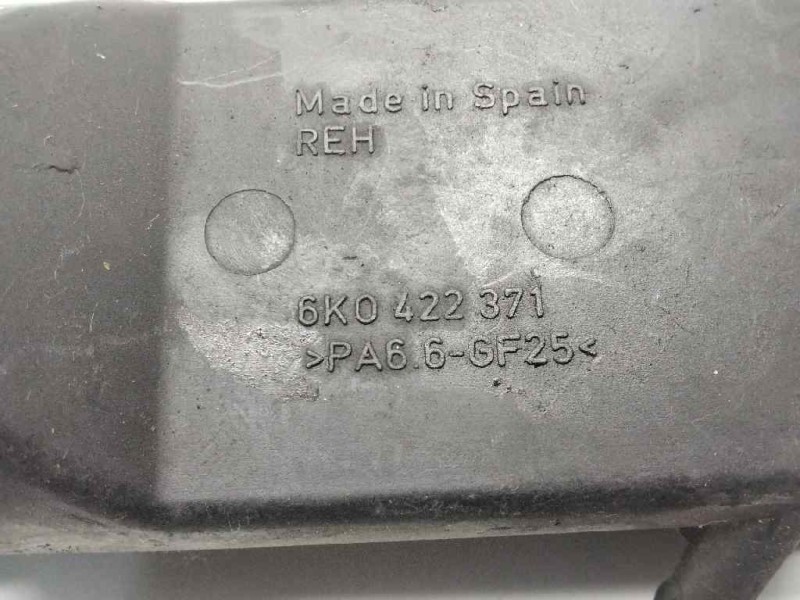 Made in Spain
REH
6K0 422 371
>PA6.6-GF25<